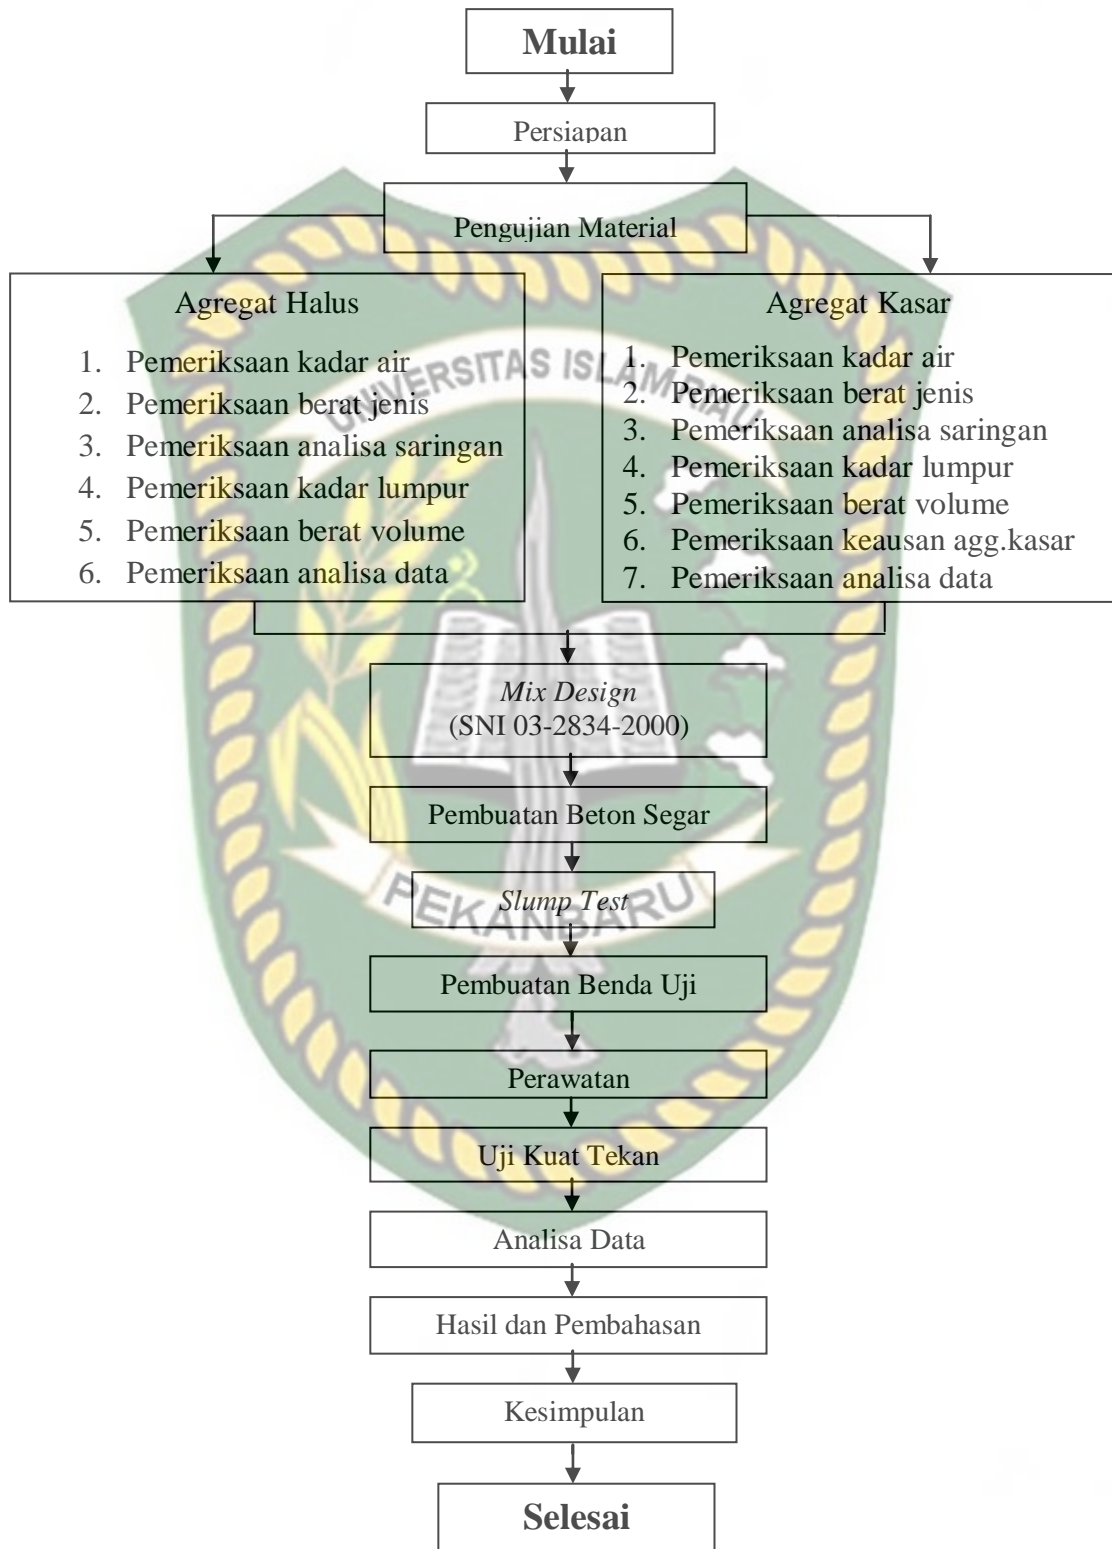 Mulai
Persiapan
Pengujian Material
Agregat Halus
1. Pemeriksaan kadar air
2. Pemeriksaan berat jenis
3. Pemeriksaan analisa saringan
4. Pemeriksaan kadar lumpur
5. Pemeriksaan berat volume
6. Pemeriksaan analisa data
Agregat Kasar
1. Pemeriksaan kadar air
2. Pemeriksaan berat jenis
3. Pemeriksaan analisa saringan
4. Pemeriksaan kadar lumpur
5. Pemeriksaan berat volume
6. Pemeriksaan keausan agg.kasar
7. Pemeriksaan analisa data
UNIVERSITAS ISLAM RIAU
Mix Design
(SNI 03-2834-2000)
Pembuatan Beton Segar
Slump Test
PEKANBARU
Pembuatan Benda Uji
Perawatan
Uji Kuat Tekan
Analisa Data
Hasil dan Pembahasan
Kesimpulan
Selesai